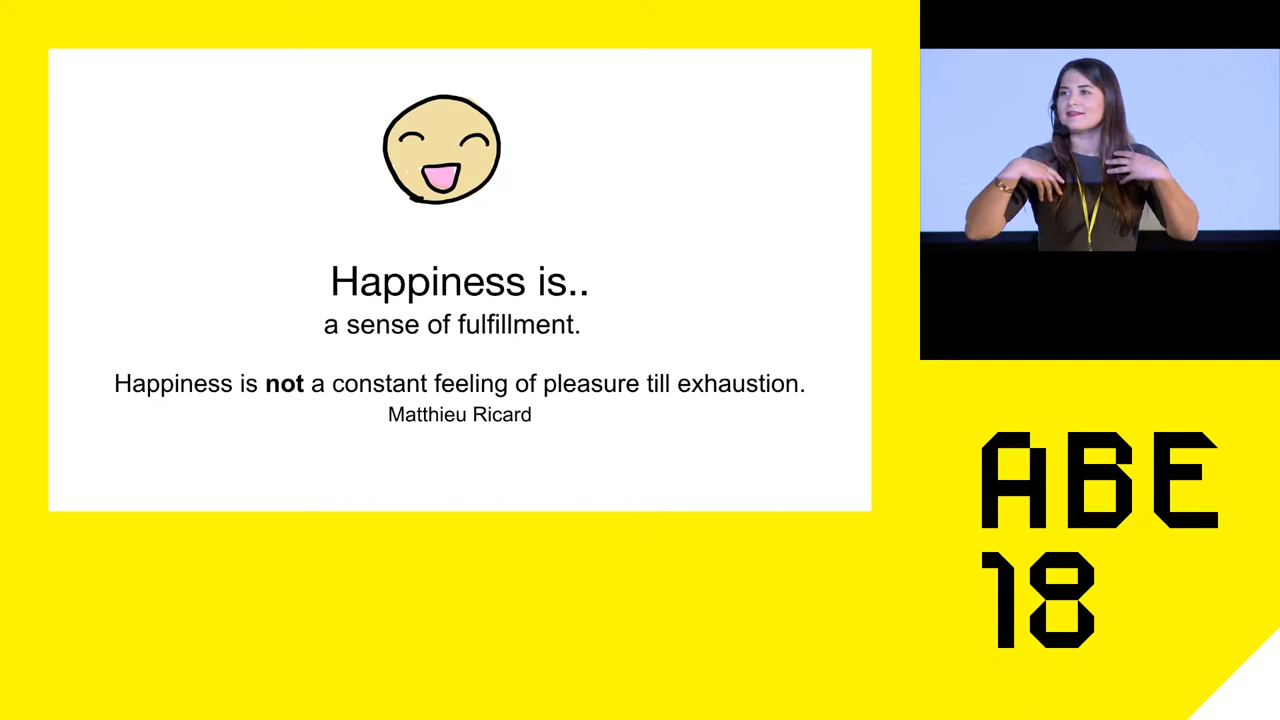 Happiness is..
a sense of fulfillment.
Happiness is not a constant feeling of pleasure till exhaustion.
Matthieu Ricard
ABE
18